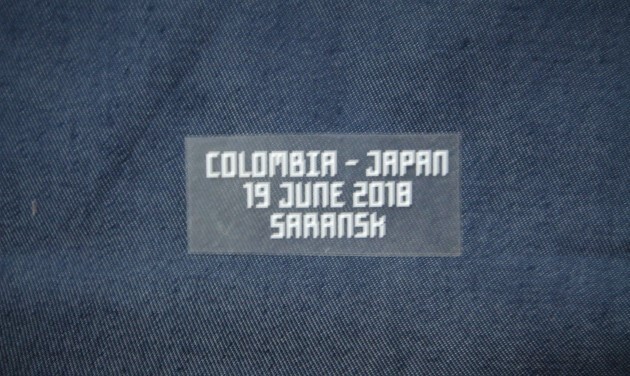 COLOMBIA - JAPAN
19 JUNE 2018
SARANSK